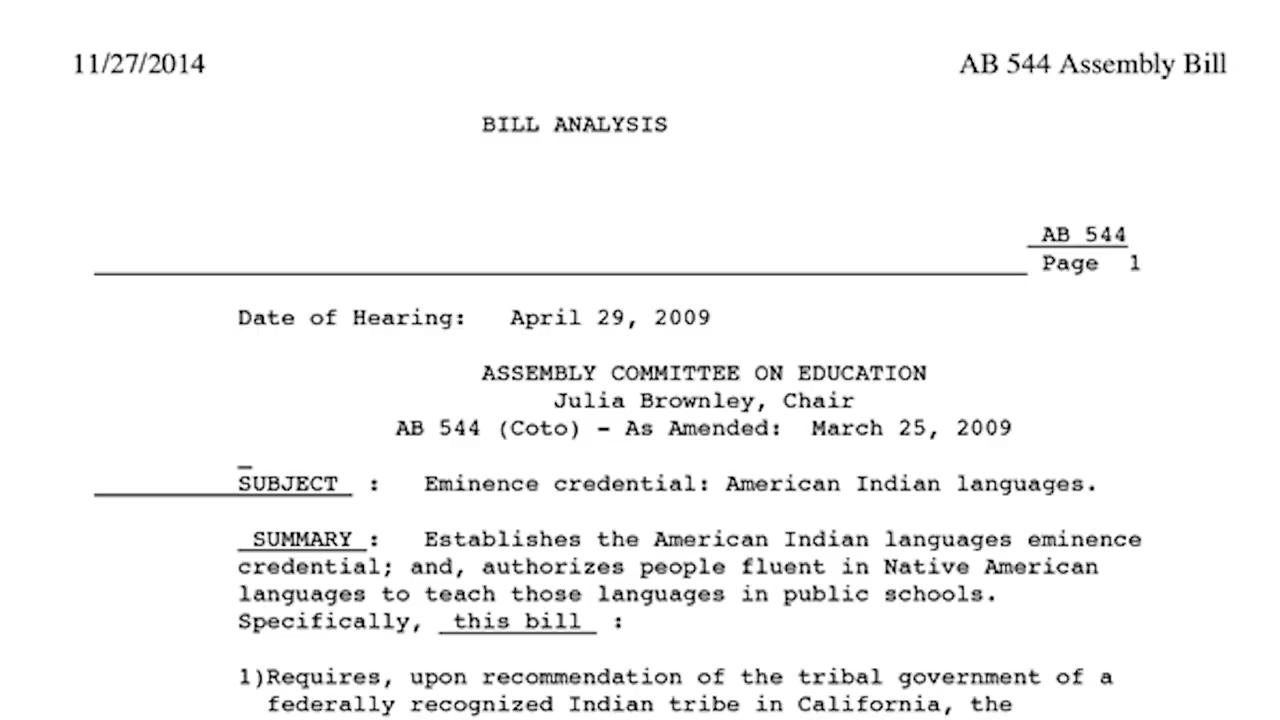 11/27/2014 AB 544 Assembly Bill
BILL ANALYSIS
AB 544
Page 1
Date of Hearing: April 29, 2009
ASSEMBLY COMMITTEE ON EDUCATION
Julia Brownley, Chair
AB 544 (Coto) - As Amended: March 25, 2009
SUBJECT : Eminence credential: American Indian languages.
SUMMARY : Establishes the American Indian languages eminence
credential; and, authorizes people fluent in Native American
languages to teach those languages in public schools.
Specifically, this bill :
1)Requires, upon recommendation of the tribal government of a
federally recognized Indian tribe in California, the